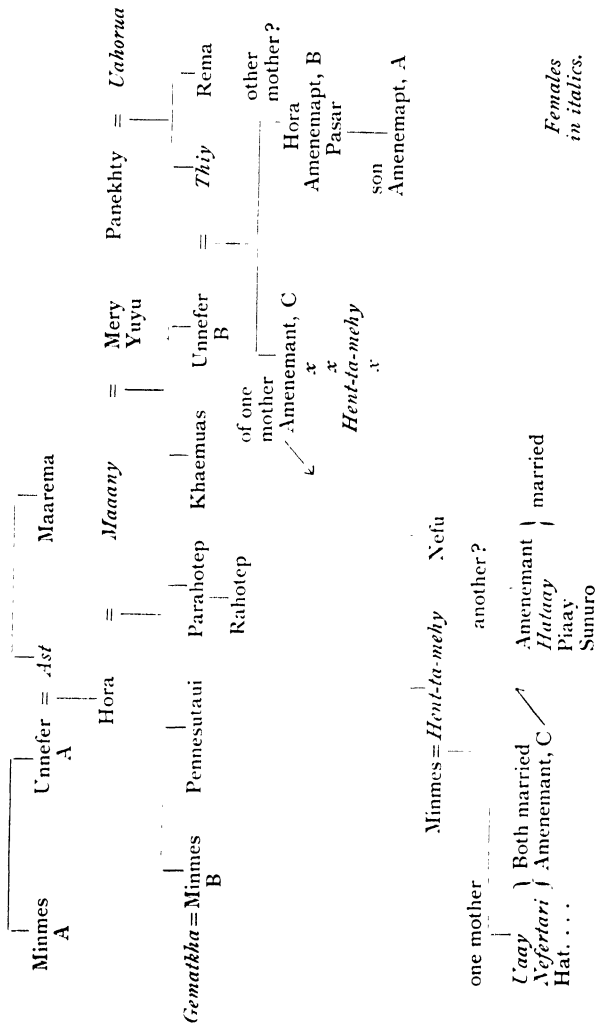 Minmes Unnefer = Ast Maarema
A A
Hora = Maaany = Mery Panekhty = Uahorua
Yuyu
Gematkha = Minmes Pennesutaui Parahotep Khaemuas Unnefer Thiy Rema
B B
Rahotep =
of one other
mother mother?
Amenemant, C Hora
x Amenemapt, B
x Pasar
Hent-ta-mehy son
x Amenemapt, A
Minmes = Hent-ta-mehy Nefu
one mother another?
Uaay } Both married Amenemant } married
Nefertari } Amenemant, C Hataay
Hat.... Piaay
Sunuro
Females
in italics.